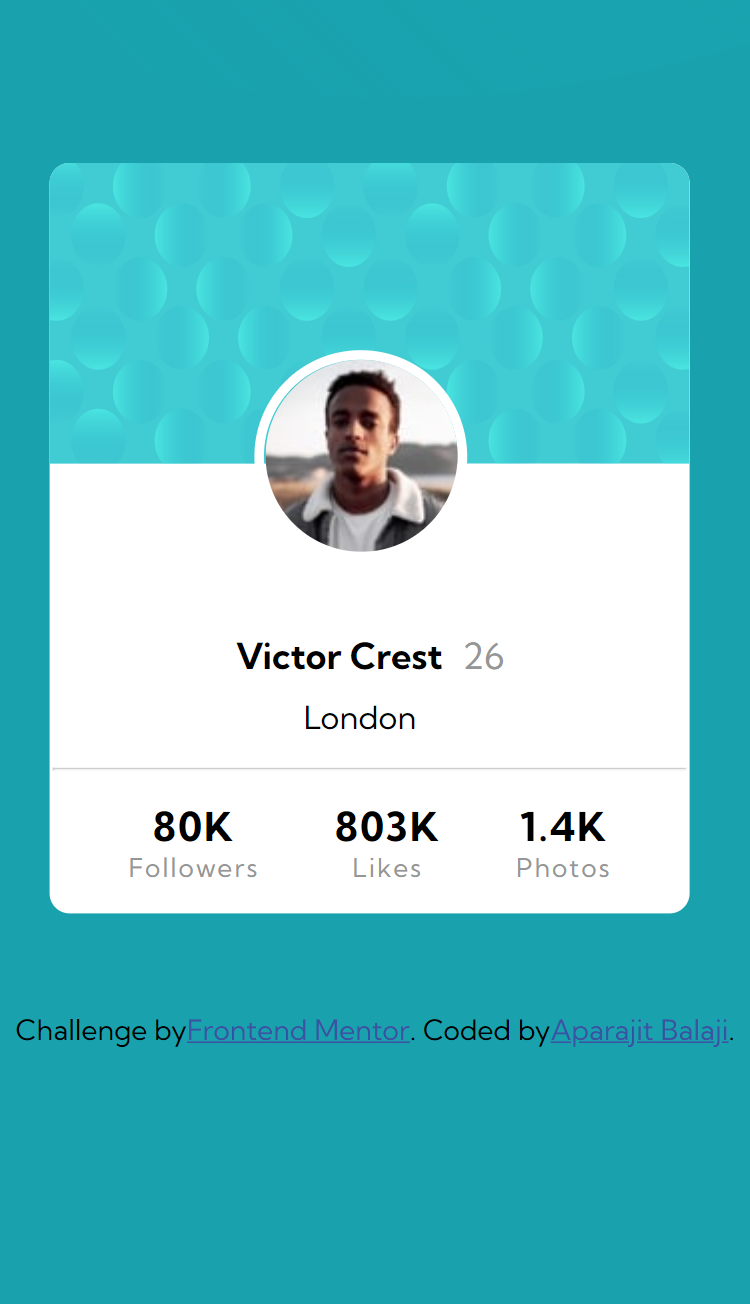 Victor Crest 26
London
80K 803K 1.4K
Followers Likes Photos
Challenge byFrontend Mentor. Coded byAparajit Balaji.